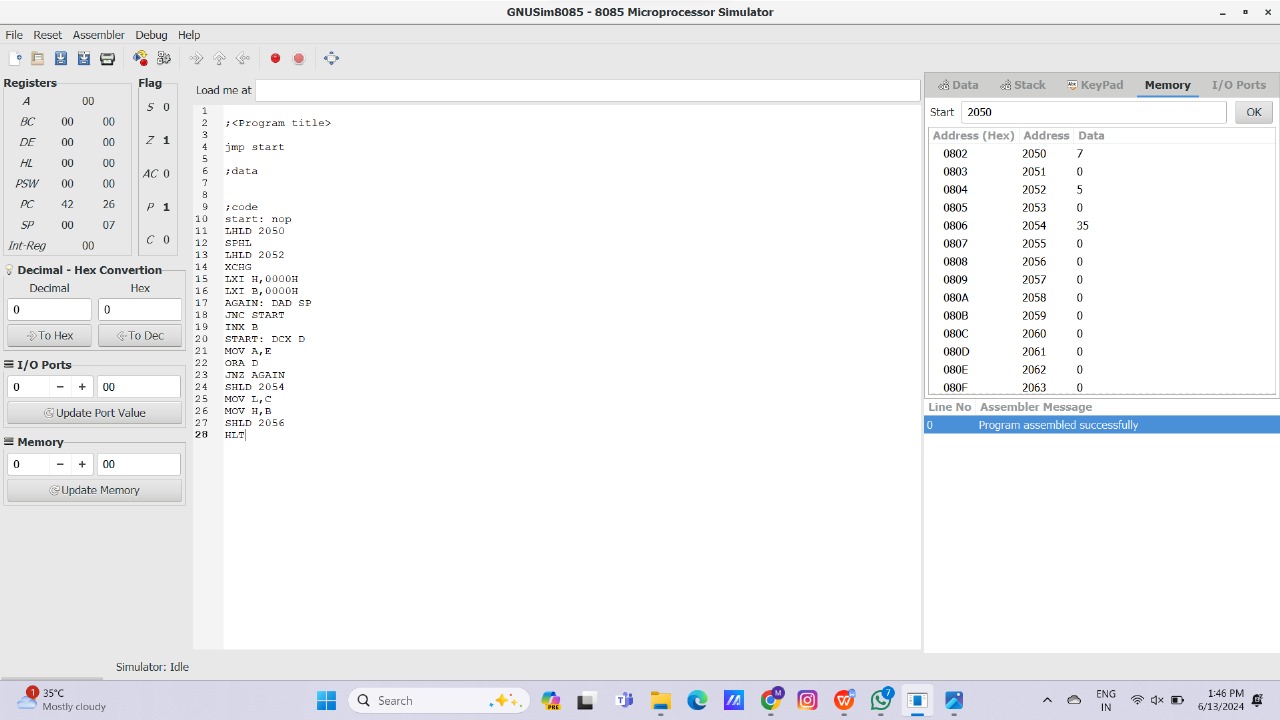 GNUSim8085 - 8085 Microprocessor Simulator
File Reset Assembler Debug Help
Registers
A 00
BC 00 00
DE 00 00
HL 00 00
PSW 00 00
PC 42 26
SP 00 07
Int-Reg 00
Flag
S 0
Z 1
AC 0
P 1
C 0
Decimal - Hex Convertion
Decimal Hex
0 0
To Hex To Dec
I/O Ports
0 - + 00
Update Port Value
Memory
0 - + 00
Update Memory
Load me at
1
2 ;<Program title>
3
4 jmp start
5
6 ;data
7
8
9 ;code
10 start: nop
11 LHLD 2050
12 SPHL
13 LHLD 2052
14 XCHG
15 LXI H,0000H
16 LXI B,0000H
17 AGAIN: DAD SP
18 JNC START
19 INX B
20 START: DCX D
21 MOV A,E
22 ORA D
23 JNZ AGAIN
24 SHLD 2054
25 MOV L,C
26 MOV H,B
27 SHLD 2056
28 HLT
Data Stack KeyPad Memory I/O Ports
Start 2050 OK
Address (Hex) Address Data
0802 2050 7
0803 2051 0
0804 2052 5
0805 2053 0
0806 2054 35
0807 2055 0
0808 2056 0
0809 2057 0
080A 2058 0
080B 2059 0
080C 2060 0
080D 2061 0
080E 2062 0
080F 2063 0
Line No Assembler Message
0 Program assembled successfully
Simulator: Idle
1
35°C
Mostly cloudy
Search
PRE
M
7
ENG
IN
1:46 PM
6/13/2024